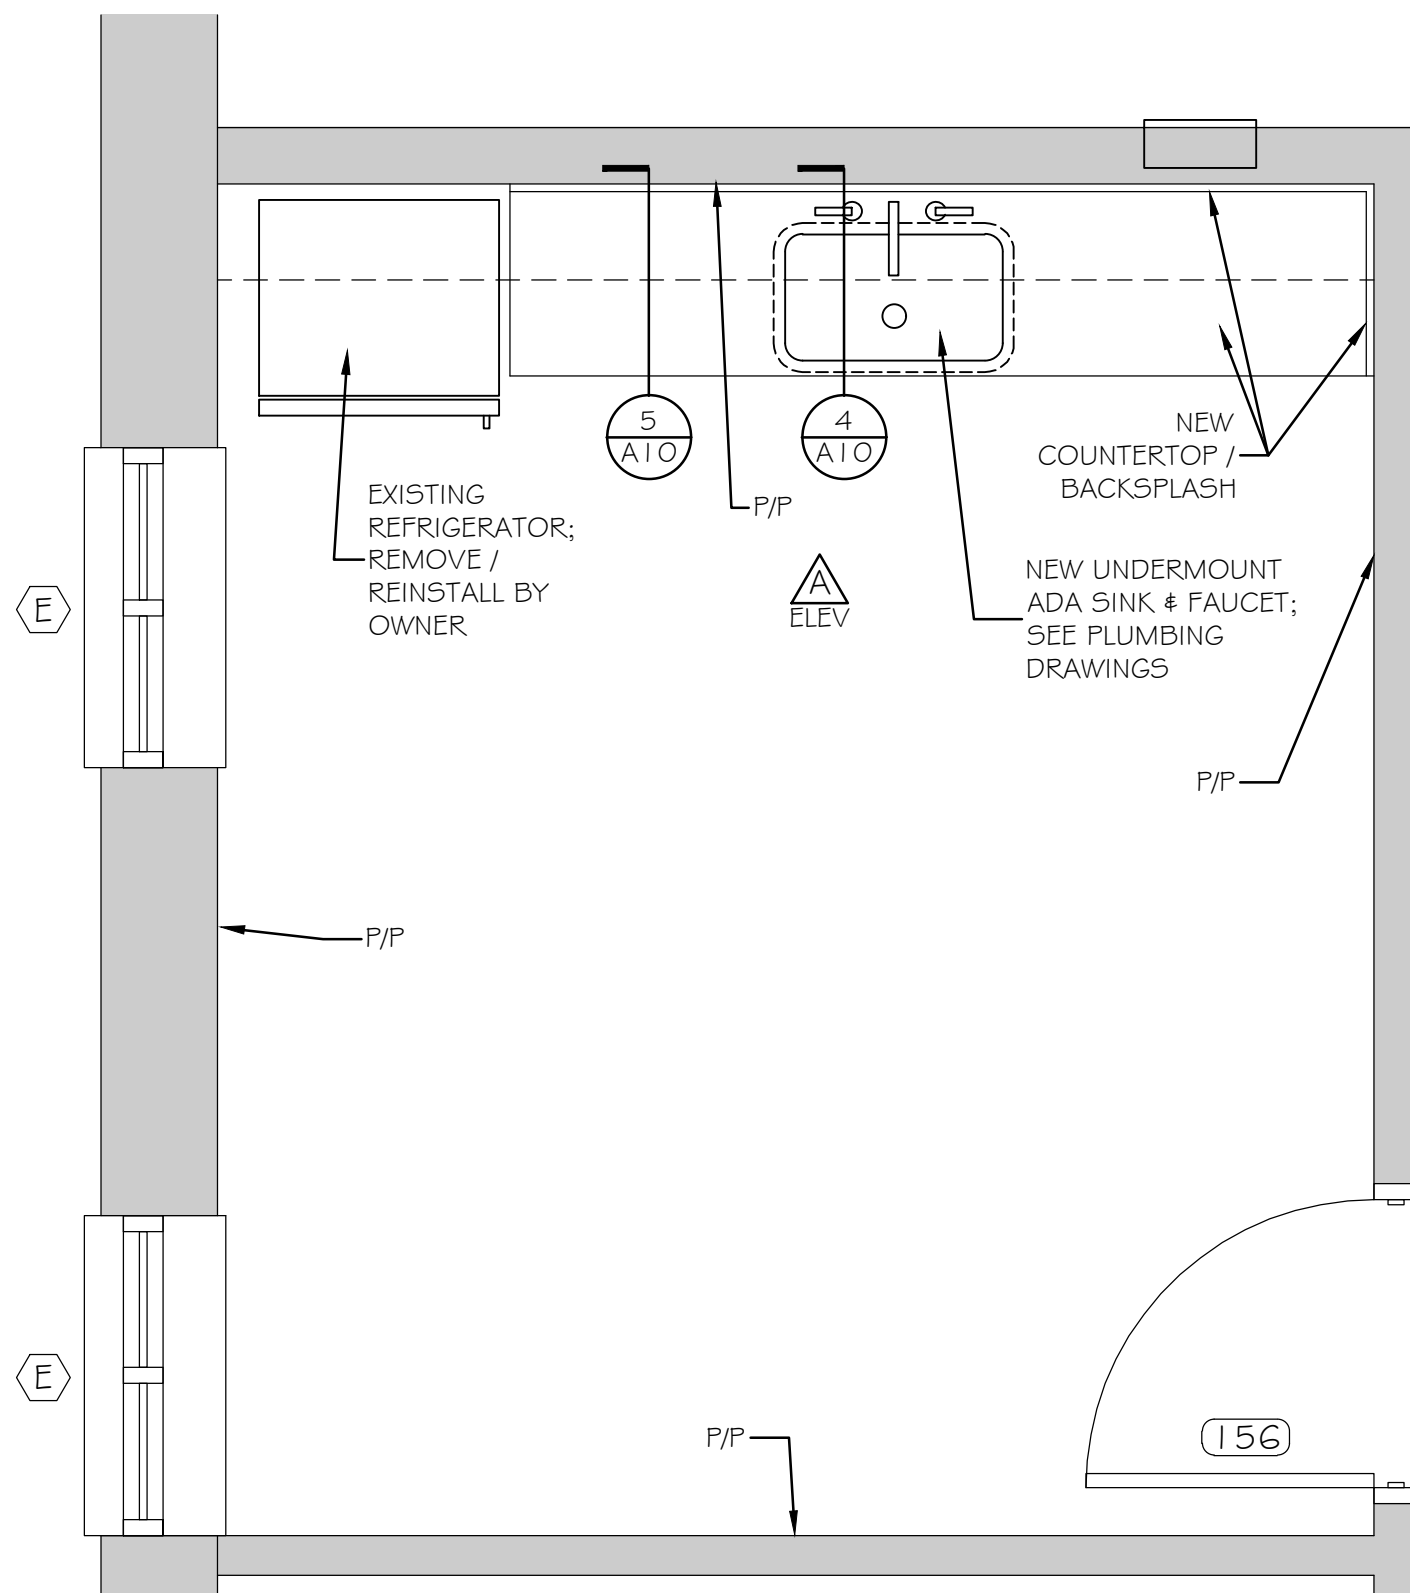 5
A10
4
A10
NEW
COUNTERTOP /
BACKSPLASH
EXISTING
REFRIGERATOR;
REMOVE /
REINSTALL BY
OWNER
P/P
A
ELEV
NEW UNDERMOUNT
ADA SINK & FAUCET;
SEE PLUMBING
DRAWINGS
E
P/P
P/P
E
P/P
156